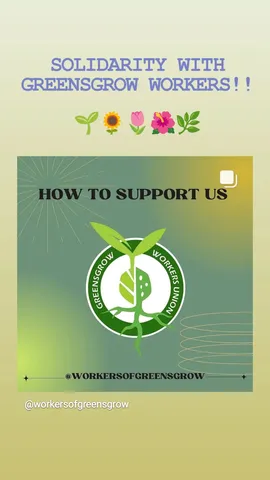 SOLIDARITY WITH
GREENSGROW WORKERS!!
HOW TO SUPPORT US
GREENSGROW WORKERS UNION
@WORKERSOFGREENSGROW
@workersofgreensgrow